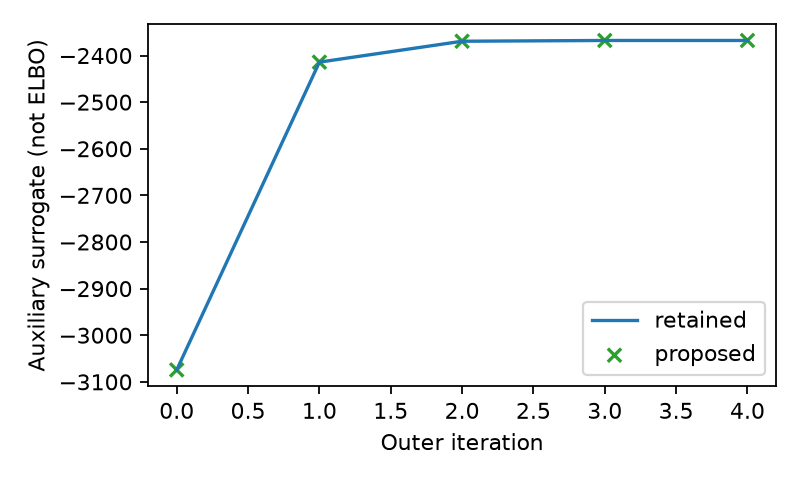 Auxiliary surrogate (not ELBO)
−2400
−2500
−2600
−2700
−2800
−2900
−3000
−3100
retained
proposed
0.0 0.5 1.0 1.5 2.0 2.5 3.0 3.5 4.0
Outer iteration